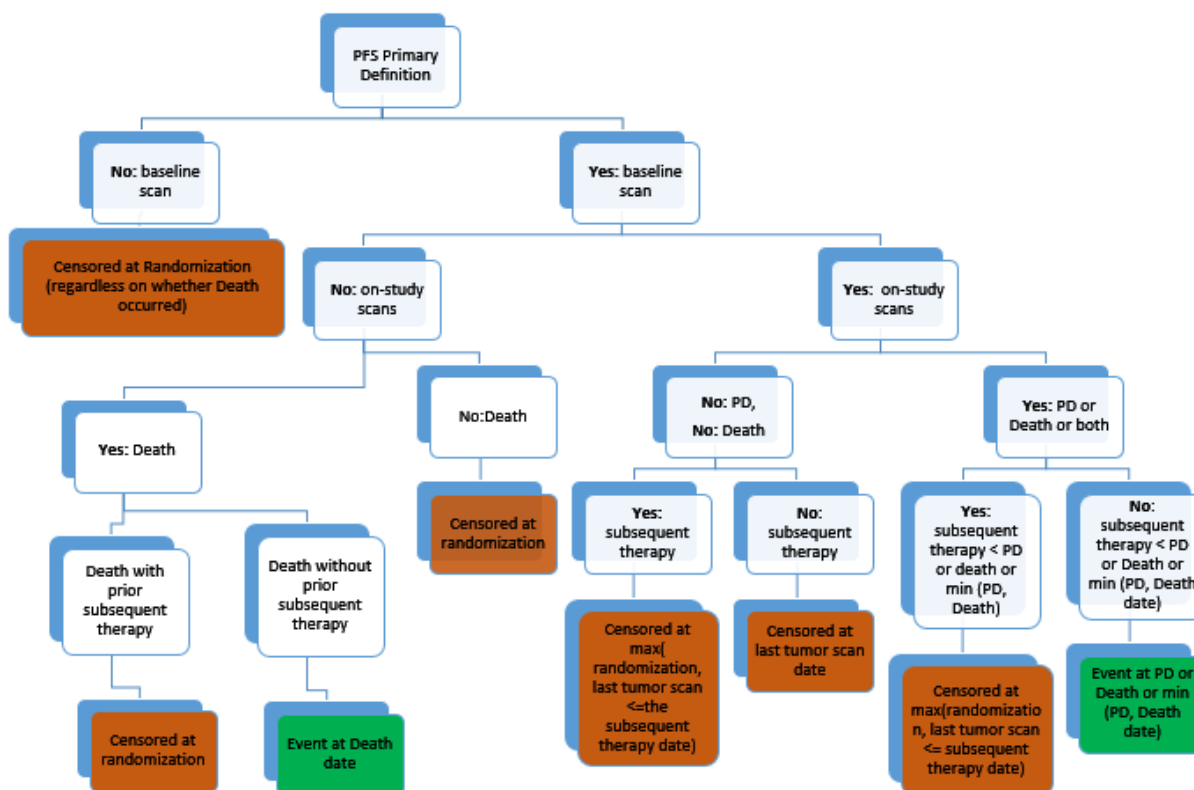 PFS Primary
Definition
No: baseline
scan
Yes: baseline
scan
Censored at Randomization
(regardless on whether Death
occurred)
No: on-study
scans
Yes:  on-study
scans
Yes: Death
No:Death
No: PD,
No: Death
Yes: PD or
Death or both
Death with
prior
subsequent
therapy
Death without
prior
subsequent
therapy
Censored at
randomization
Yes:
subsequent
therapy
No:
subsequent
therapy
Yes:
subsequent
therapy < PD
or death or
min (PD,
Death)
No:
subsequent
therapy < PD
or Death or
min (PD, Death
date)
Censored at
randomization
Event at Death
date
Censored at
max(
randomization,
last tumor scan
<=the
subsequent
therapy date)
Censored at
last tumor scan
date
Censored at
max(randomizatio
n, last tumor scan
<= subsequent
therapy date)
Event at PD or
Death or min
(PD, Death
date)